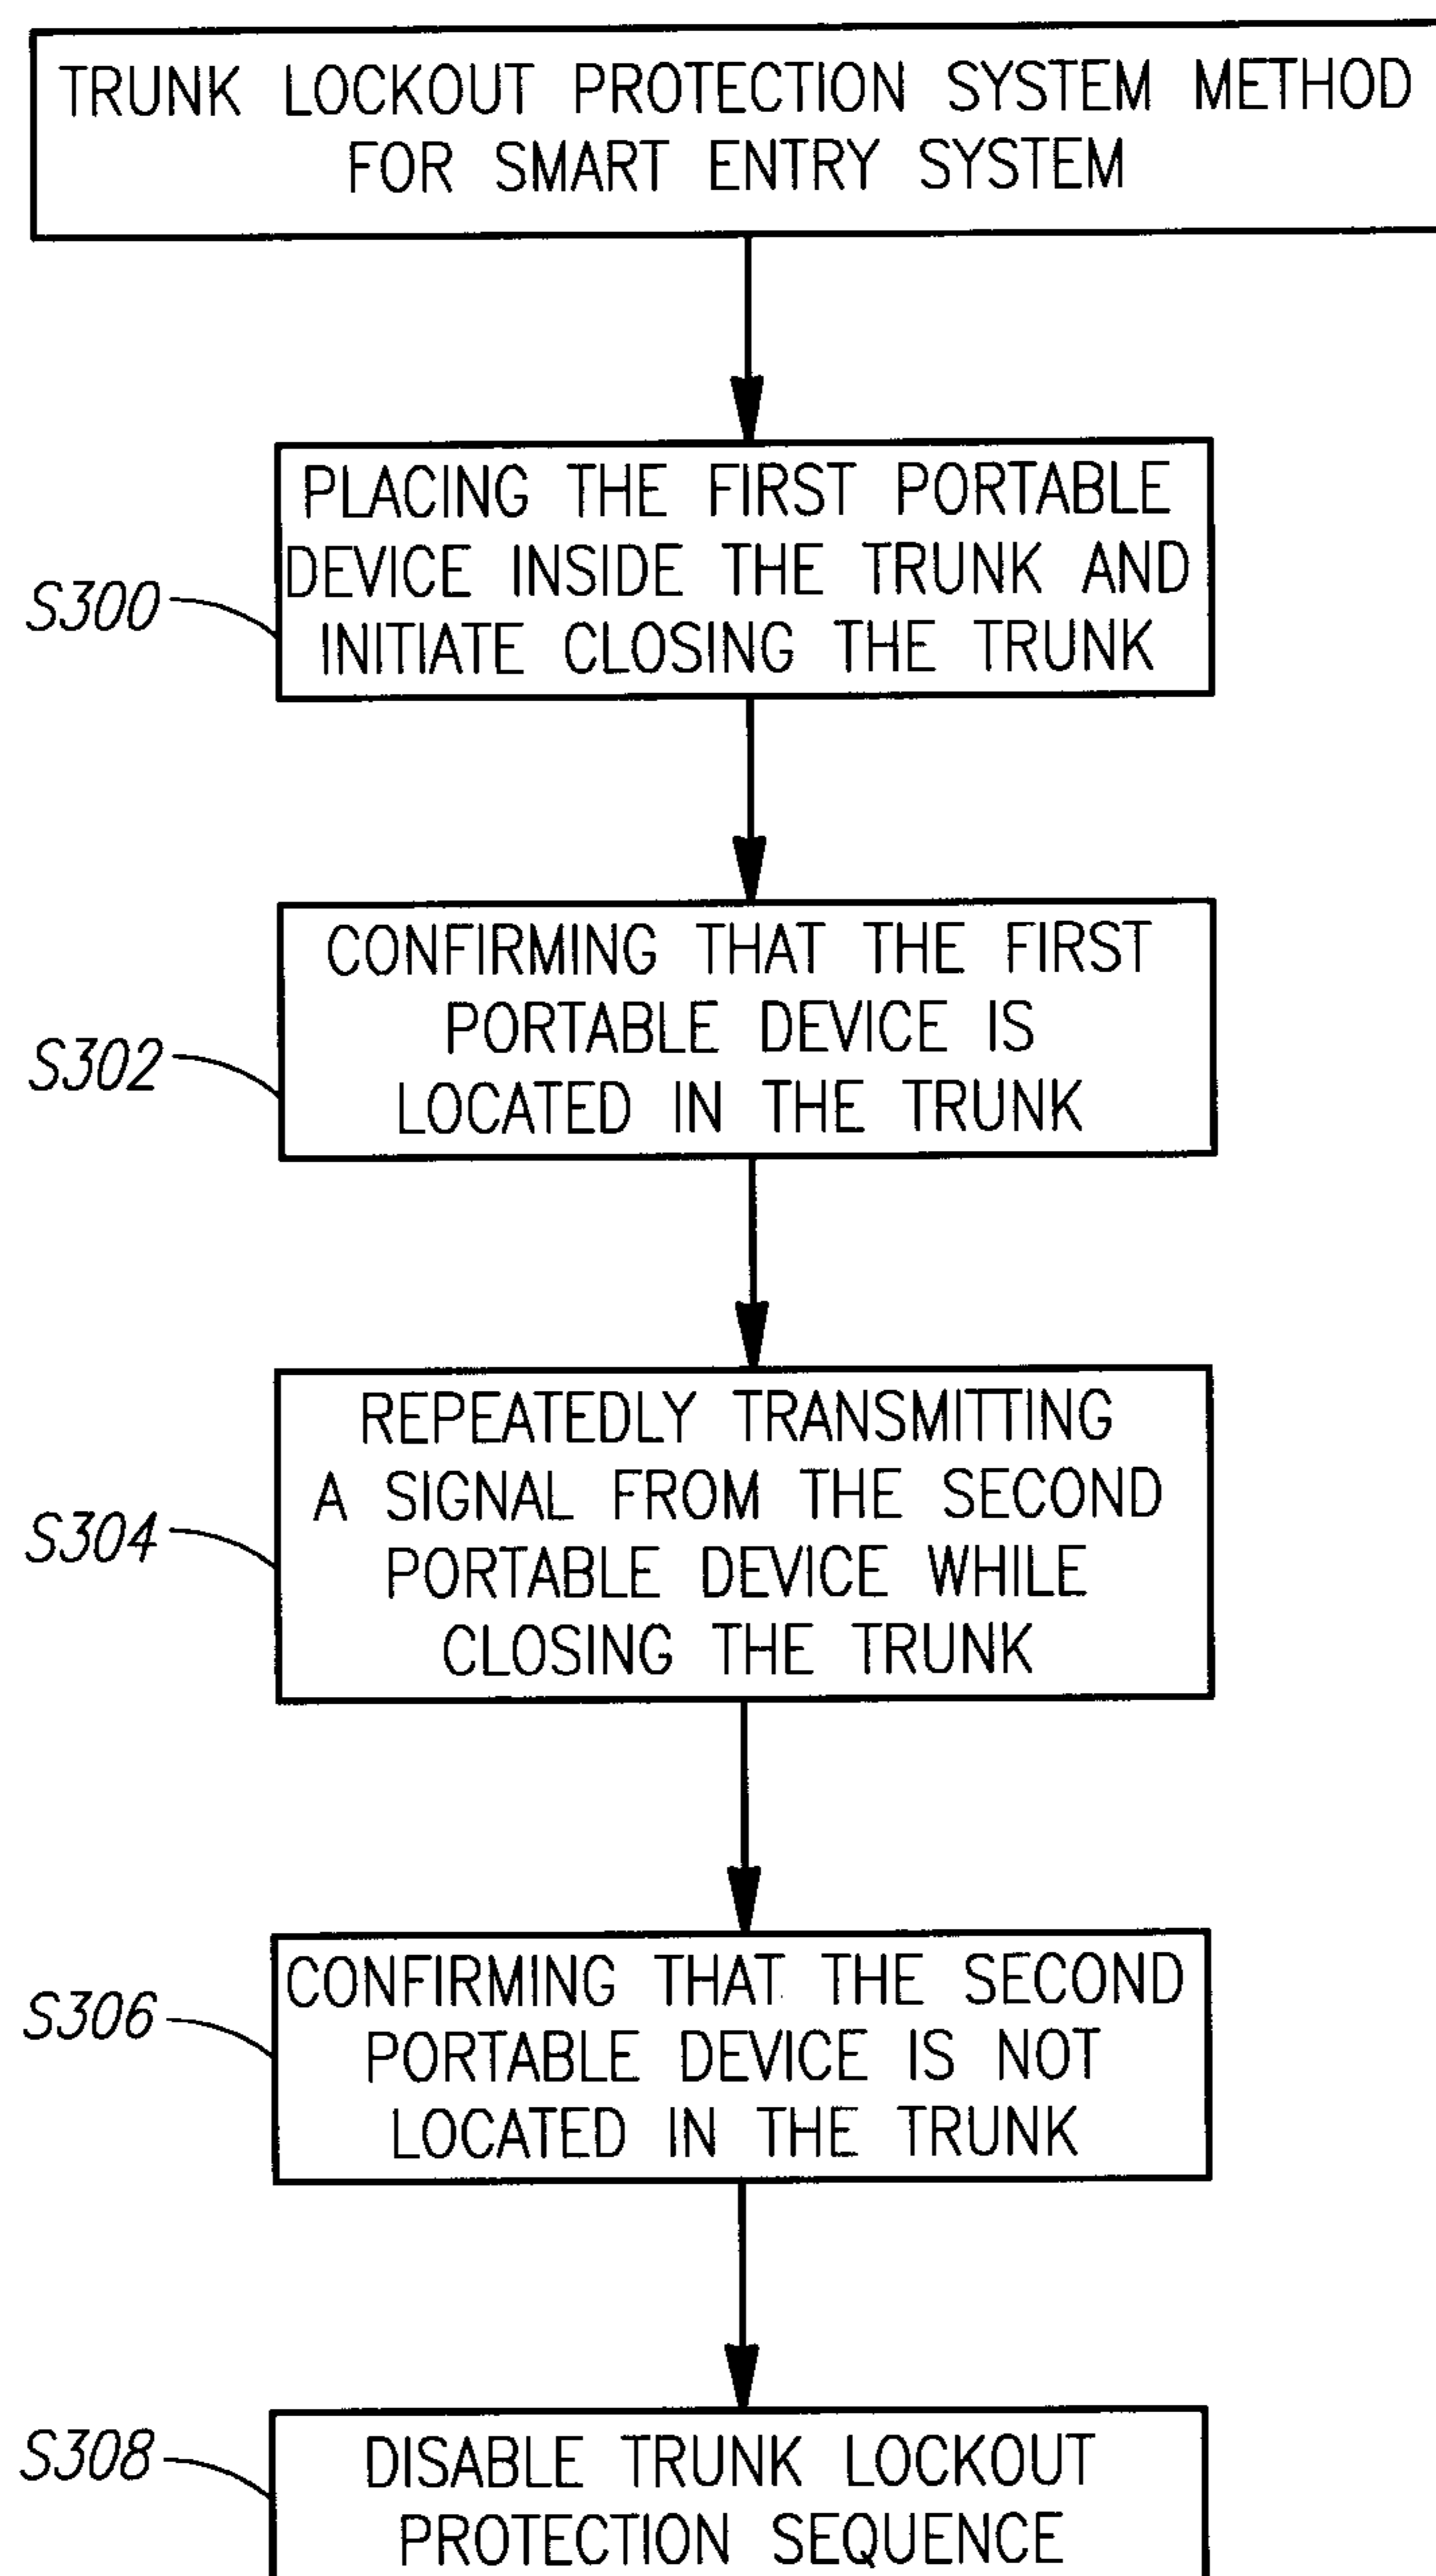 TRUNK LOCKOUT PROTECTION SYSTEM METHOD
FOR SMART ENTRY SYSTEM
PLACING THE FIRST PORTABLE
DEVICE INSIDE THE TRUNK AND
INITIATE CLOSING THE TRUNK
S300
CONFIRMING THAT THE FIRST
PORTABLE DEVICE IS
LOCATED IN THE TRUNK
S302
REPEATEDLY TRANSMITTING
A SIGNAL FROM THE SECOND
PORTABLE DEVICE WHILE
CLOSING THE TRUNK
S304
CONFIRMING THAT THE SECOND
PORTABLE DEVICE IS NOT
LOCATED IN THE TRUNK
S306
DISABLE TRUNK LOCKOUT
PROTECTION SEQUENCE
S308